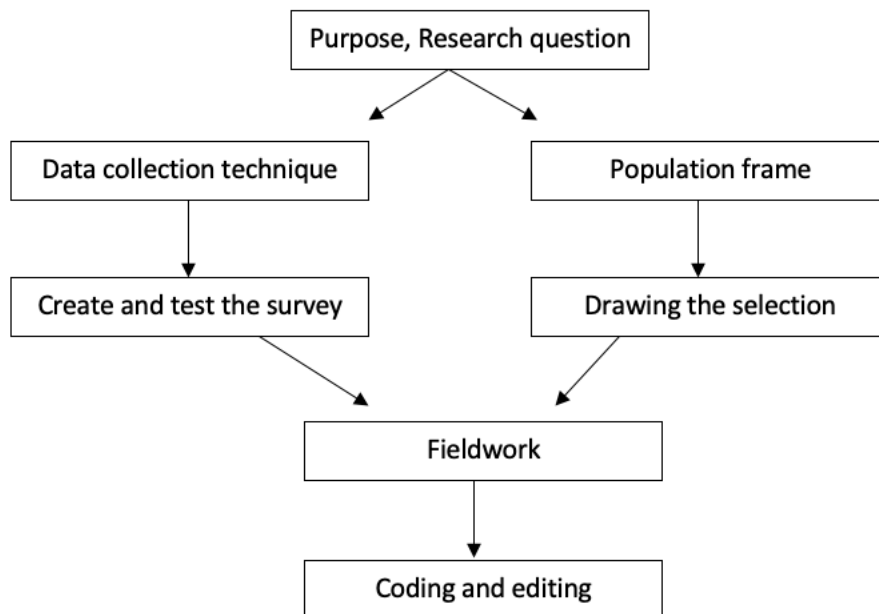 Purpose, Research question
Data collection technique
Population frame
Create and test the survey
Drawing the selection
Fieldwork
Coding and editing